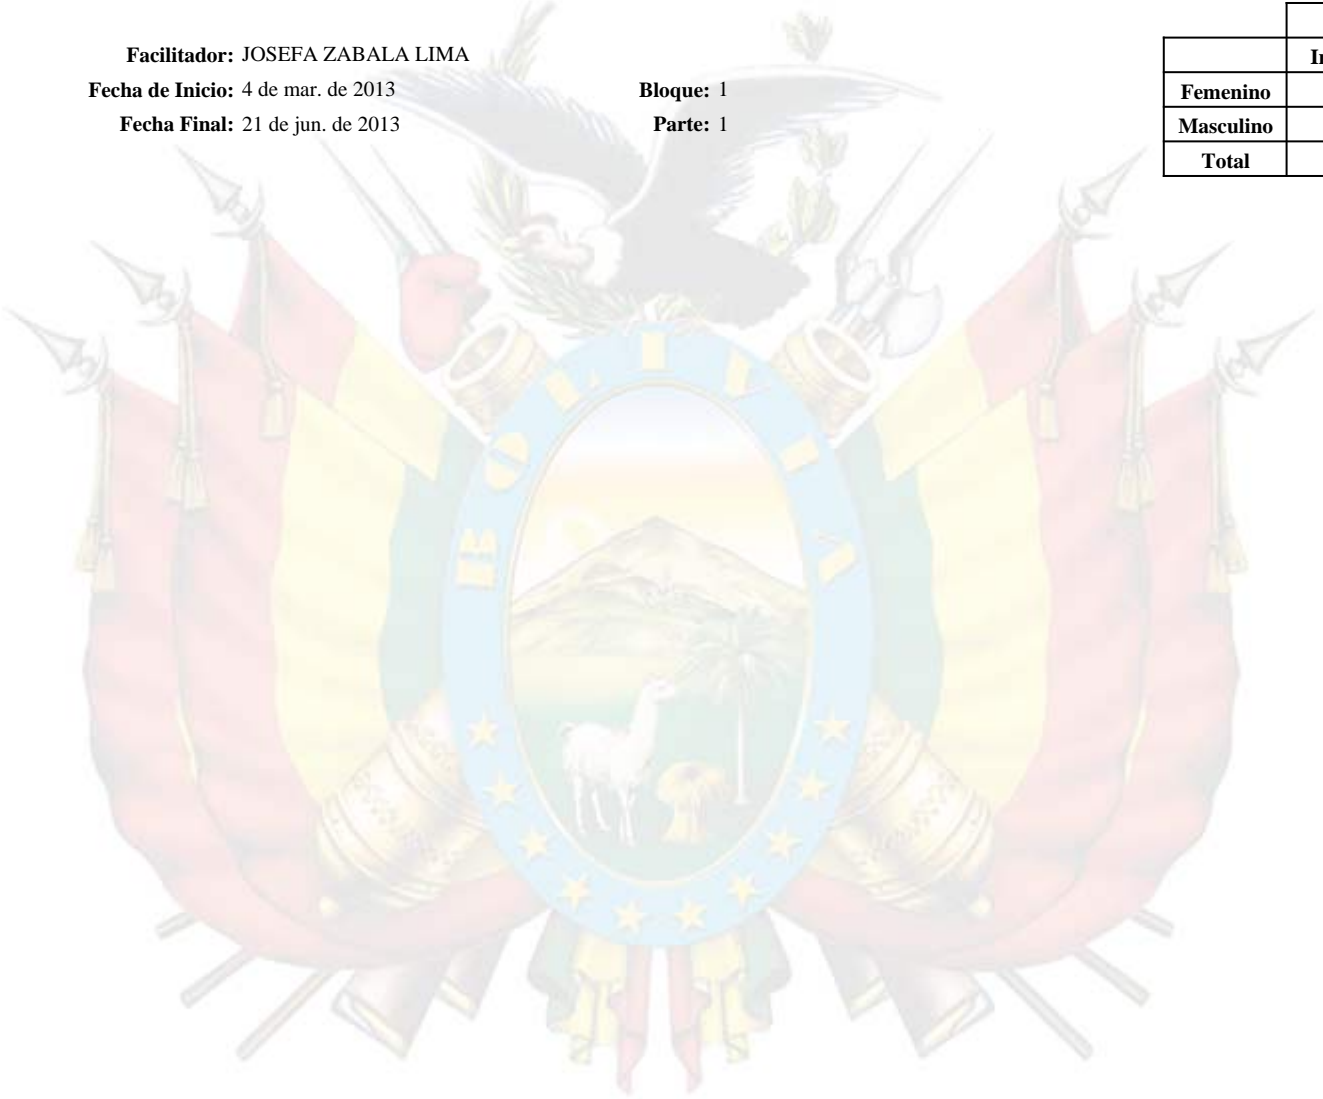 Facilitador: JOSEFA ZABALA LIMA
Fecha de Inicio: 4 de mar. de 2013 Bloque: 1
Fecha Final: 21 de jun. de 2013 Parte: 1
Femenino
Masculino
Total
BOLIVIA